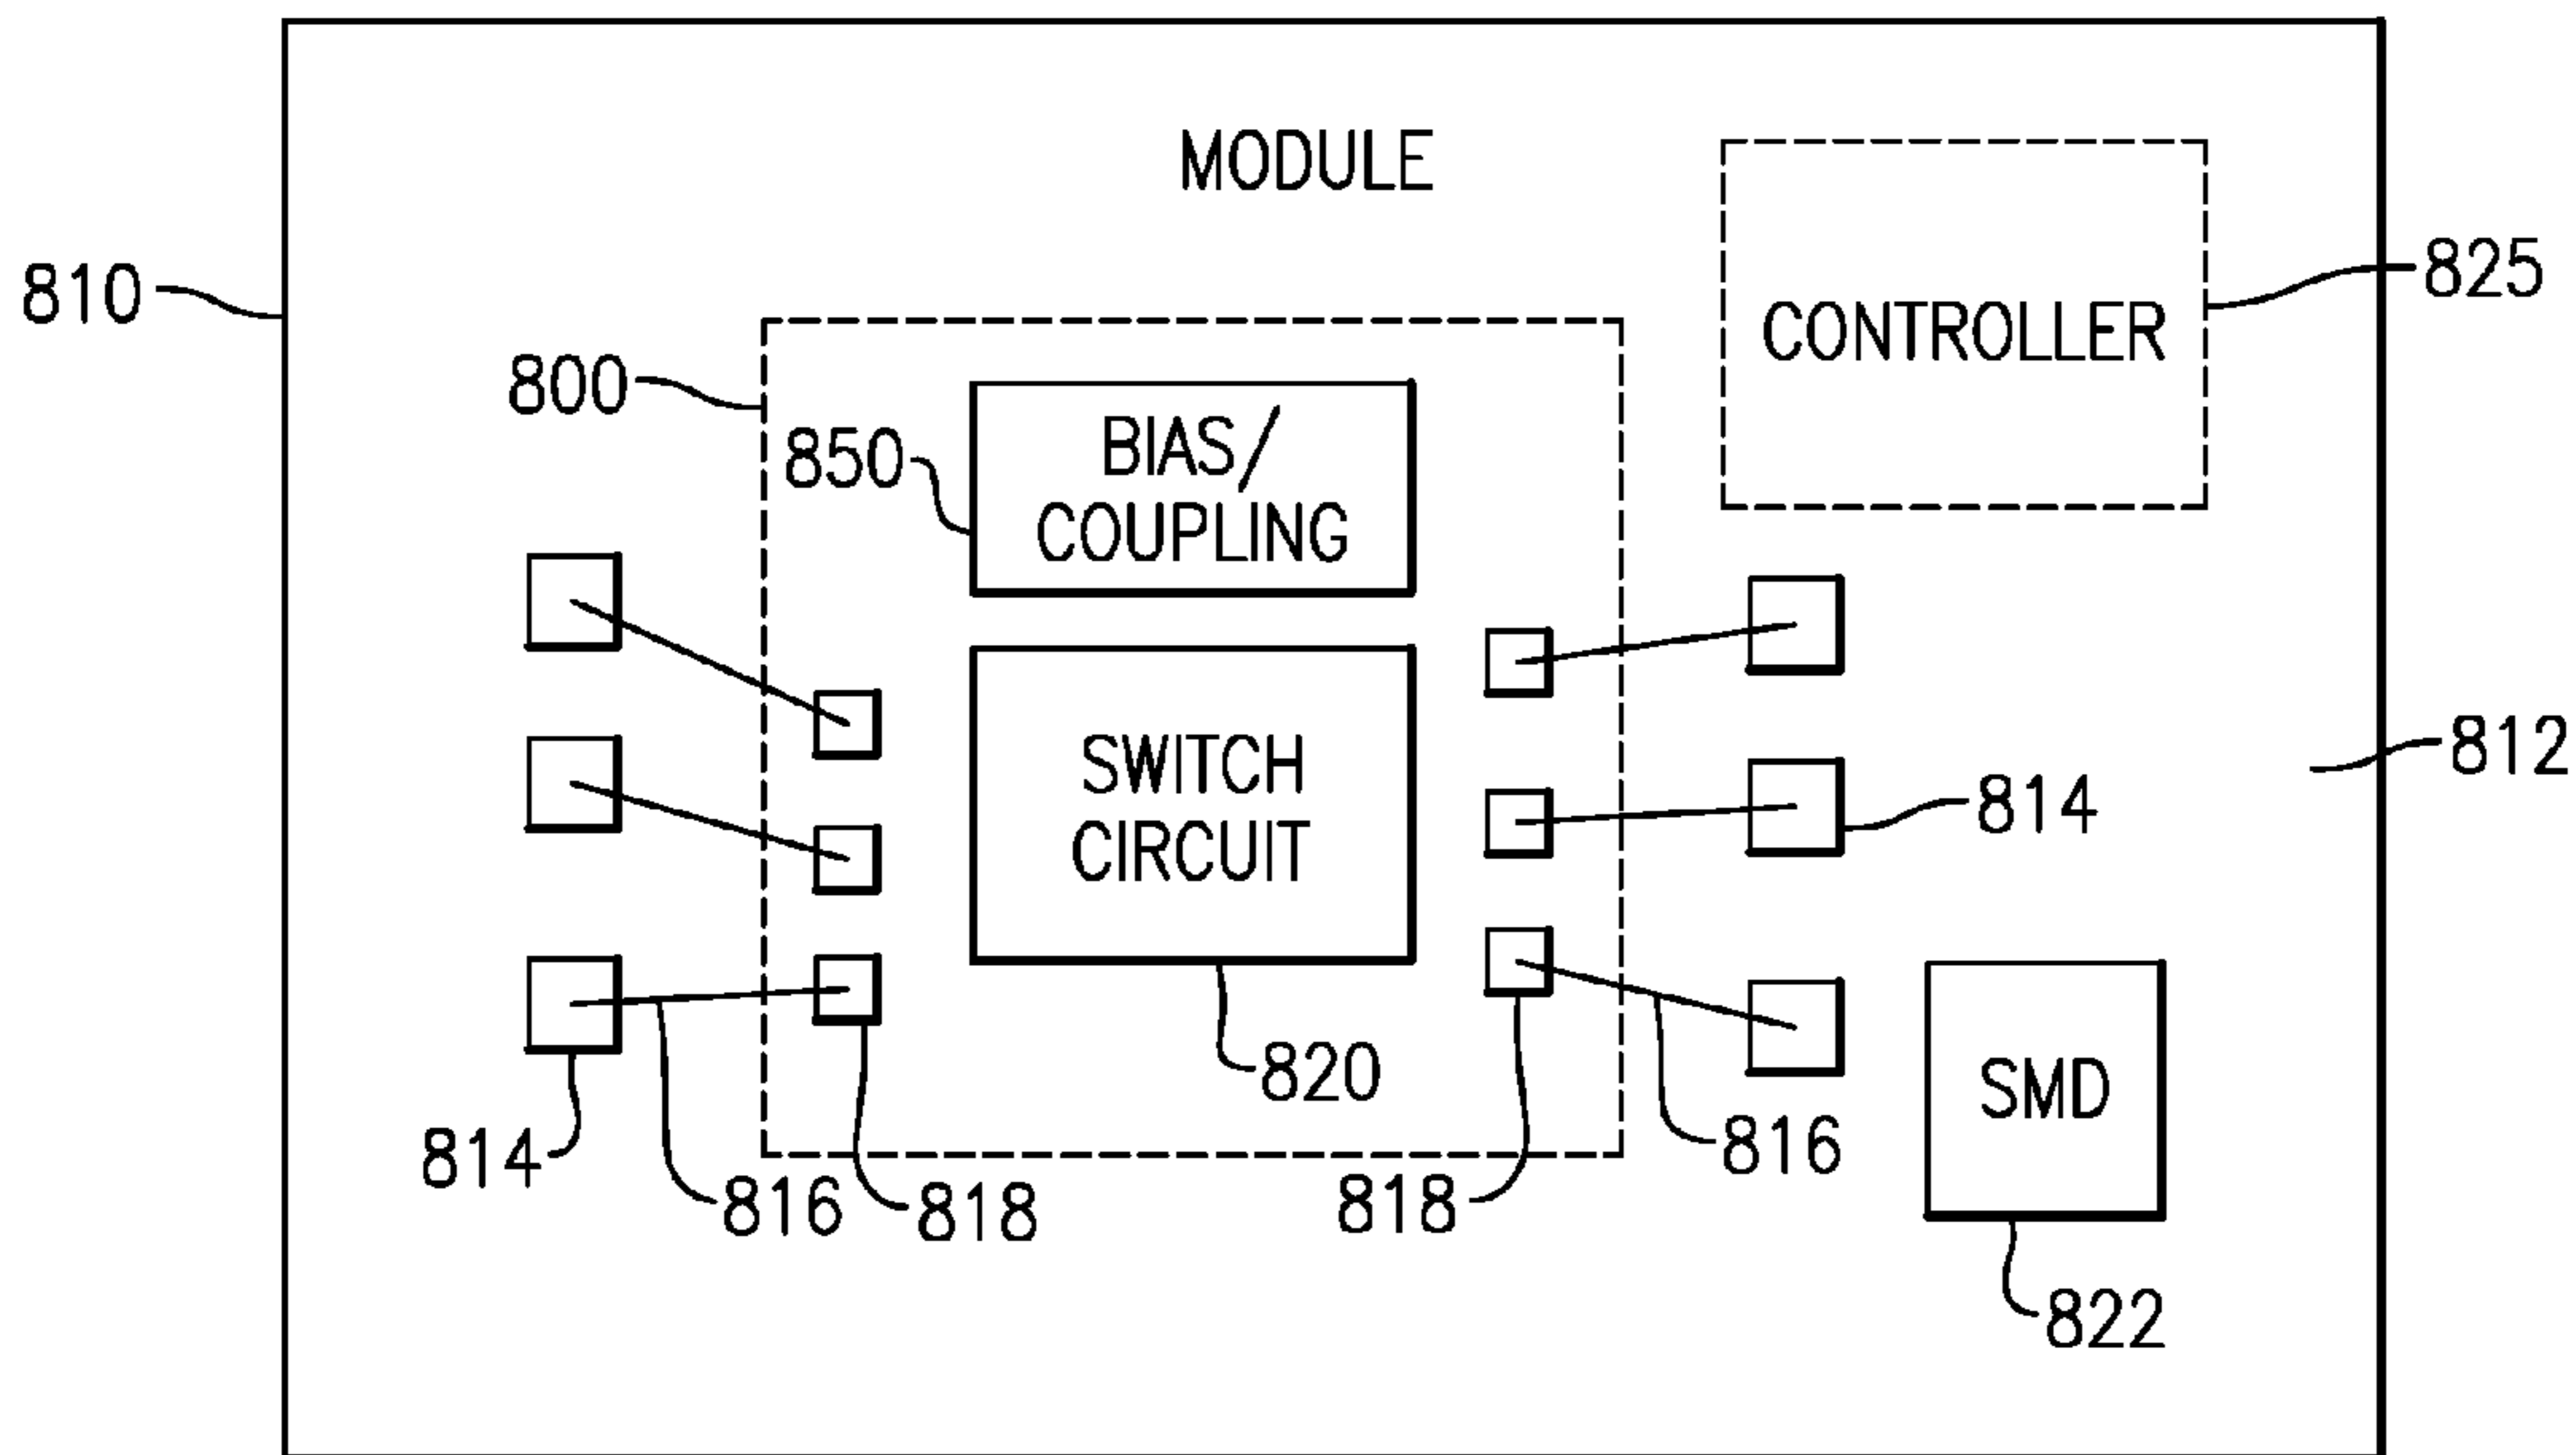 MODULE
810
825
CONTROLLER
800
BIAS/
COUPLING
850
SWITCH
CIRCUIT
812
814
820
SMD
814
816
818
818
816
822